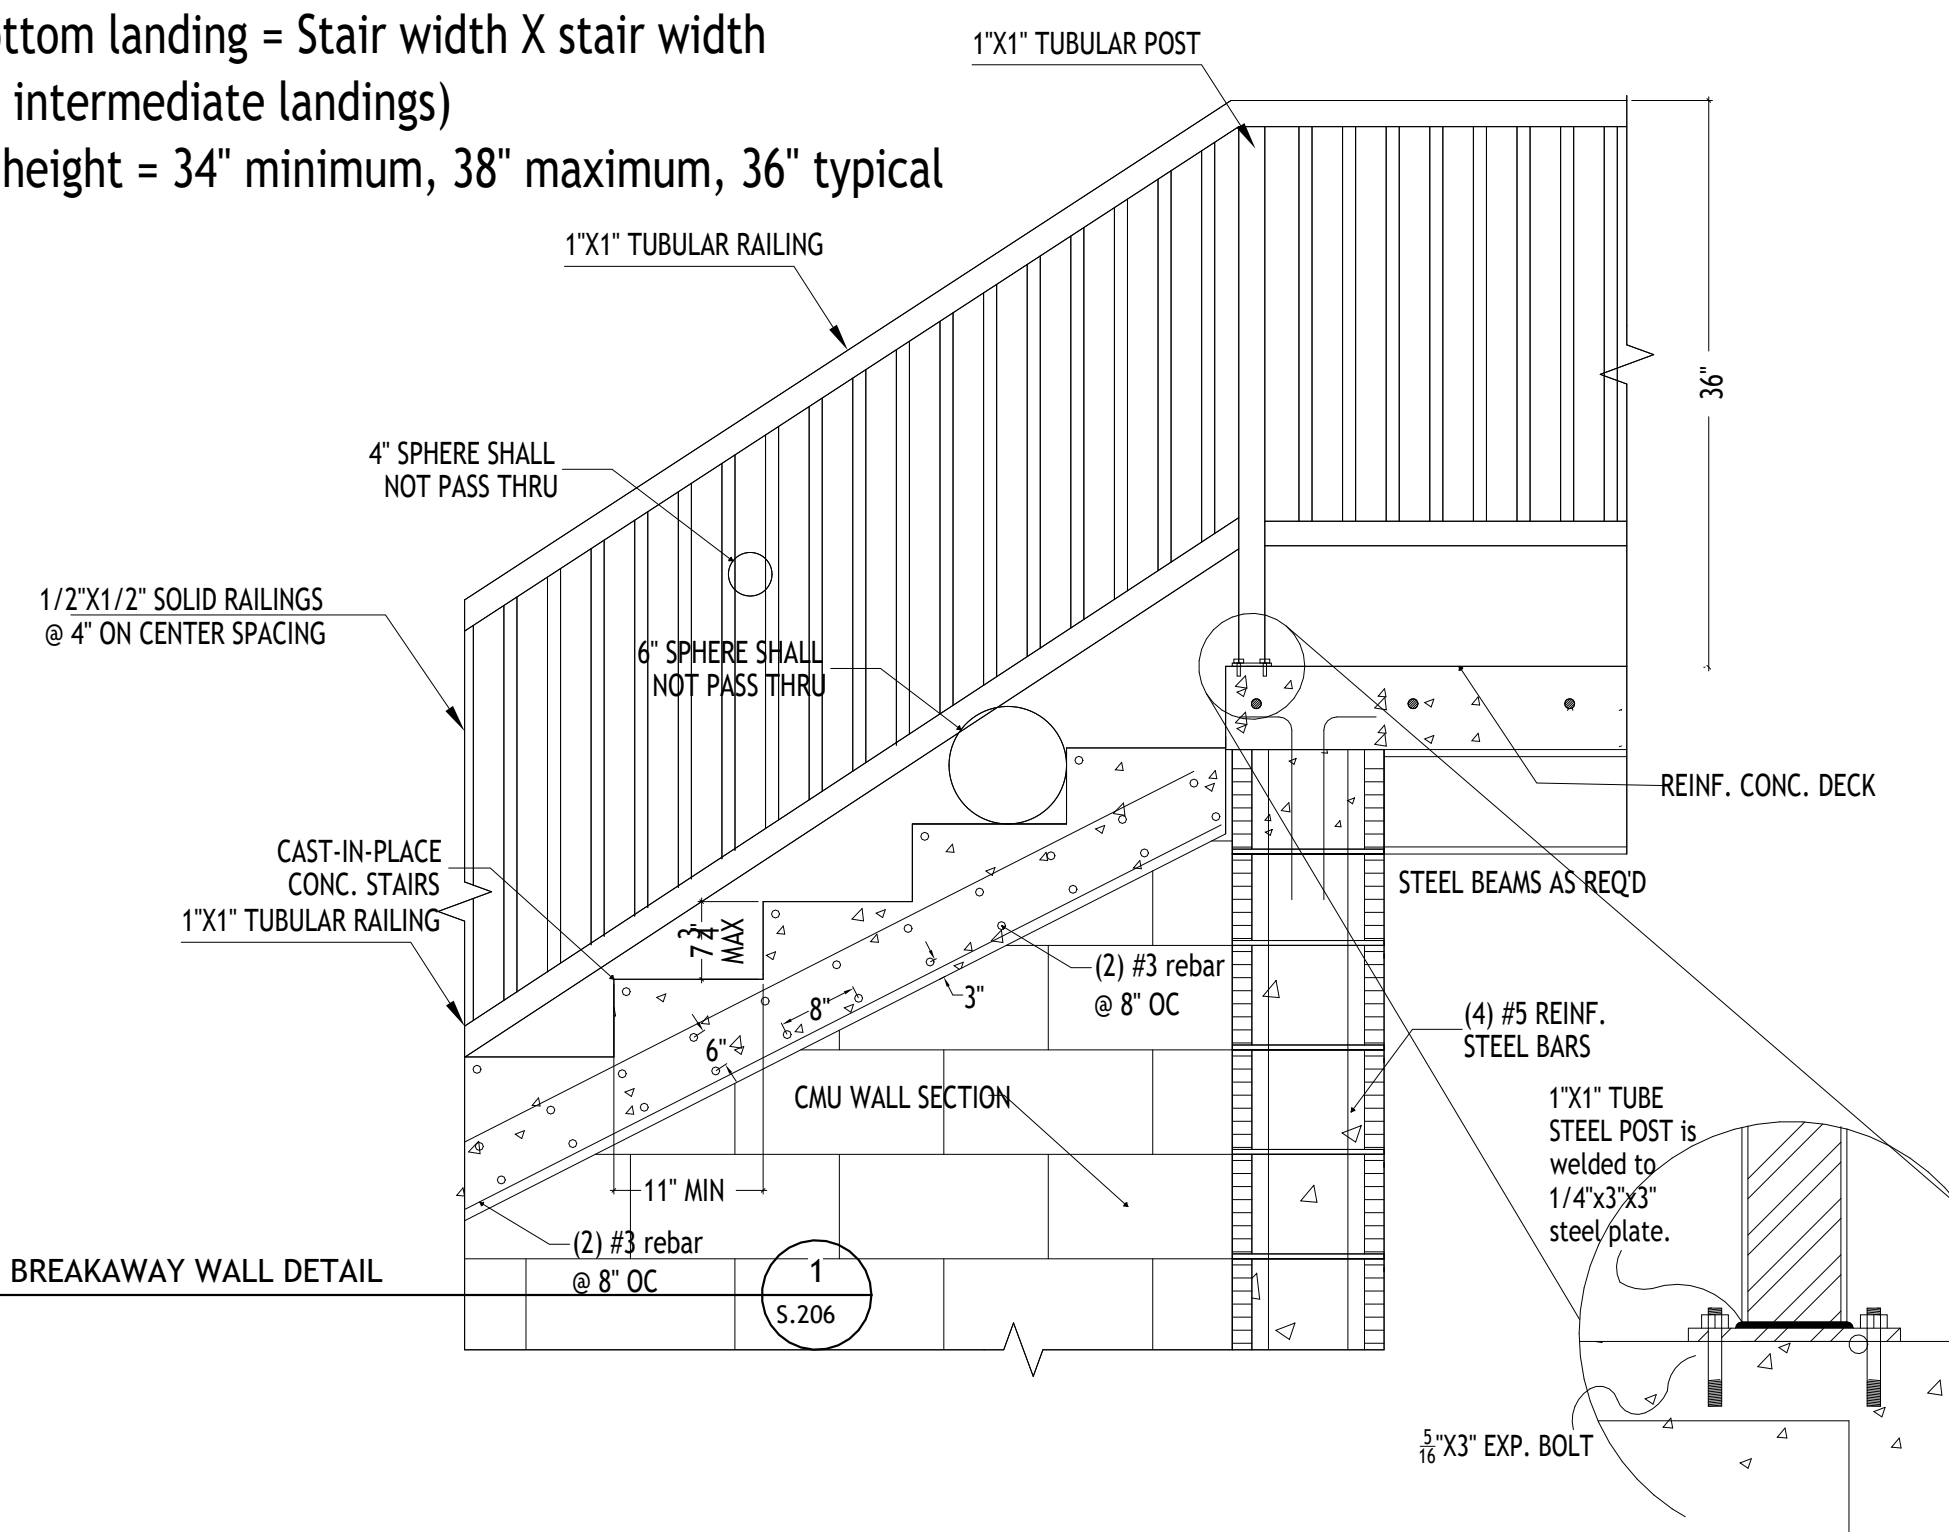 ottom landing = Stair width X stair width
intermediate landings)
height = 34" minimum, 38" maximum, 36" typical
1"X1" TUBULAR POST
1"X1" TUBULAR RAILING
36"
4" SPHERE SHALL
NOT PASS THRU
1/2"X1/2" SOLID RAILINGS
@ 4" ON CENTER SPACING
6" SPHERE SHALL
NOT PASS THRU
REINF. CONC. DECK
CAST-IN-PLACE
CONC. STAIRS
1"X1" TUBULAR RAILING
STEEL BEAMS AS REQ'D
7 3/4"
MAX
(2) #3 rebar
@ 8" OC
3"
8"
6"
(4) #5 REINF.
STEEL BARS
CMU WALL SECTION
1"X1" TUBE
STEEL POST is
welded to
1/4"x3"x3"
steel plate.
11" MIN
(2) #3 rebar
@ 8" OC
BREAKAWAY WALL DETAIL
1
S.206
5/16"X3" EXP. BOLT